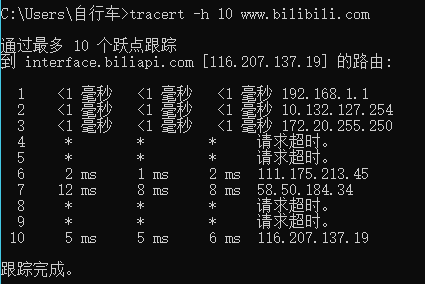 C:\Users\自行车>tracert -h 10 www.bilibili.com
通过最多 10 个跃点跟踪
到 interface.biliapi.com [116.207.137.19] 的路由:
1 <1 毫秒 <1 毫秒 <1 毫秒 192.168.1.1
2 <1 毫秒 <1 毫秒 <1 毫秒 10.132.127.254
3 <1 毫秒 <1 毫秒 <1 毫秒 172.20.255.250
4 * * * 请求超时。
5 * * * 请求超时。
6 2 ms 1 ms 2 ms 111.175.213.45
7 12 ms 8 ms 8 ms 58.50.184.34
8 * * * 请求超时。
9 * * * 请求超时。
10 5 ms 5 ms 6 ms 116.207.137.19
跟踪完成。